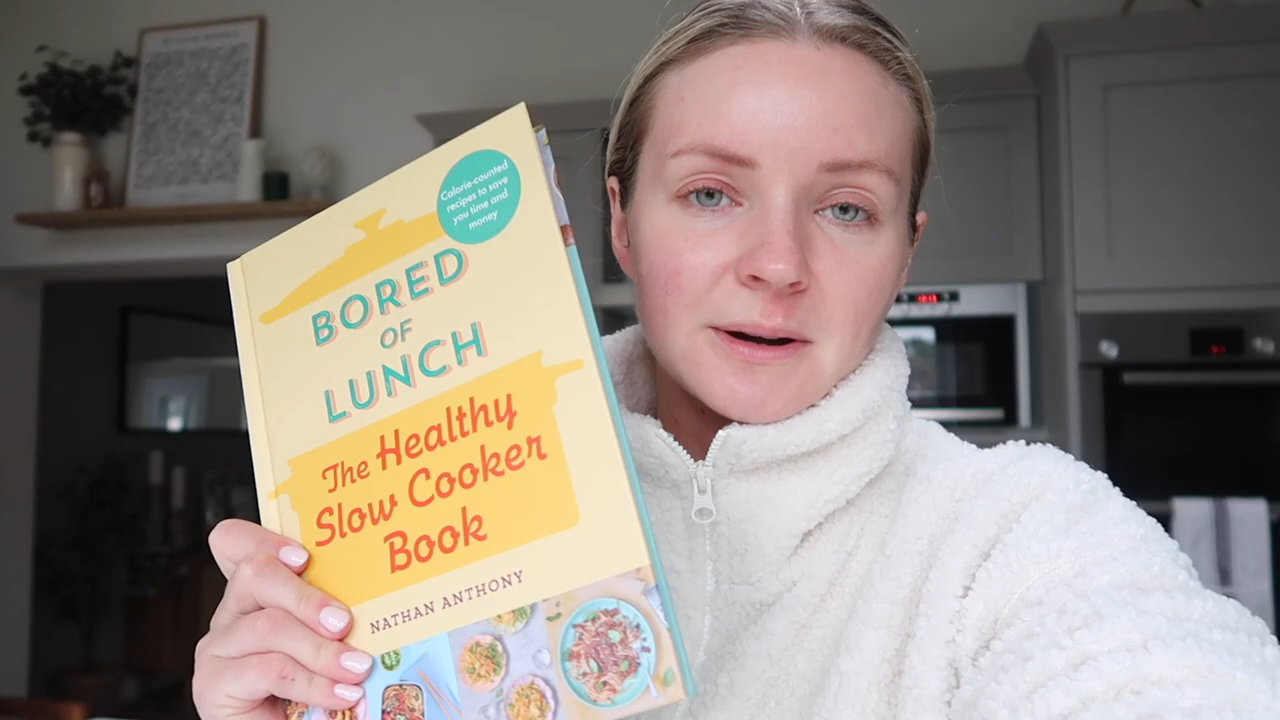 Calorie-counted
recipes to save
you time and
money
BORED
OF
LUNCH
The Healthy
Slow Cooker
Book
NATHAN ANTHONY